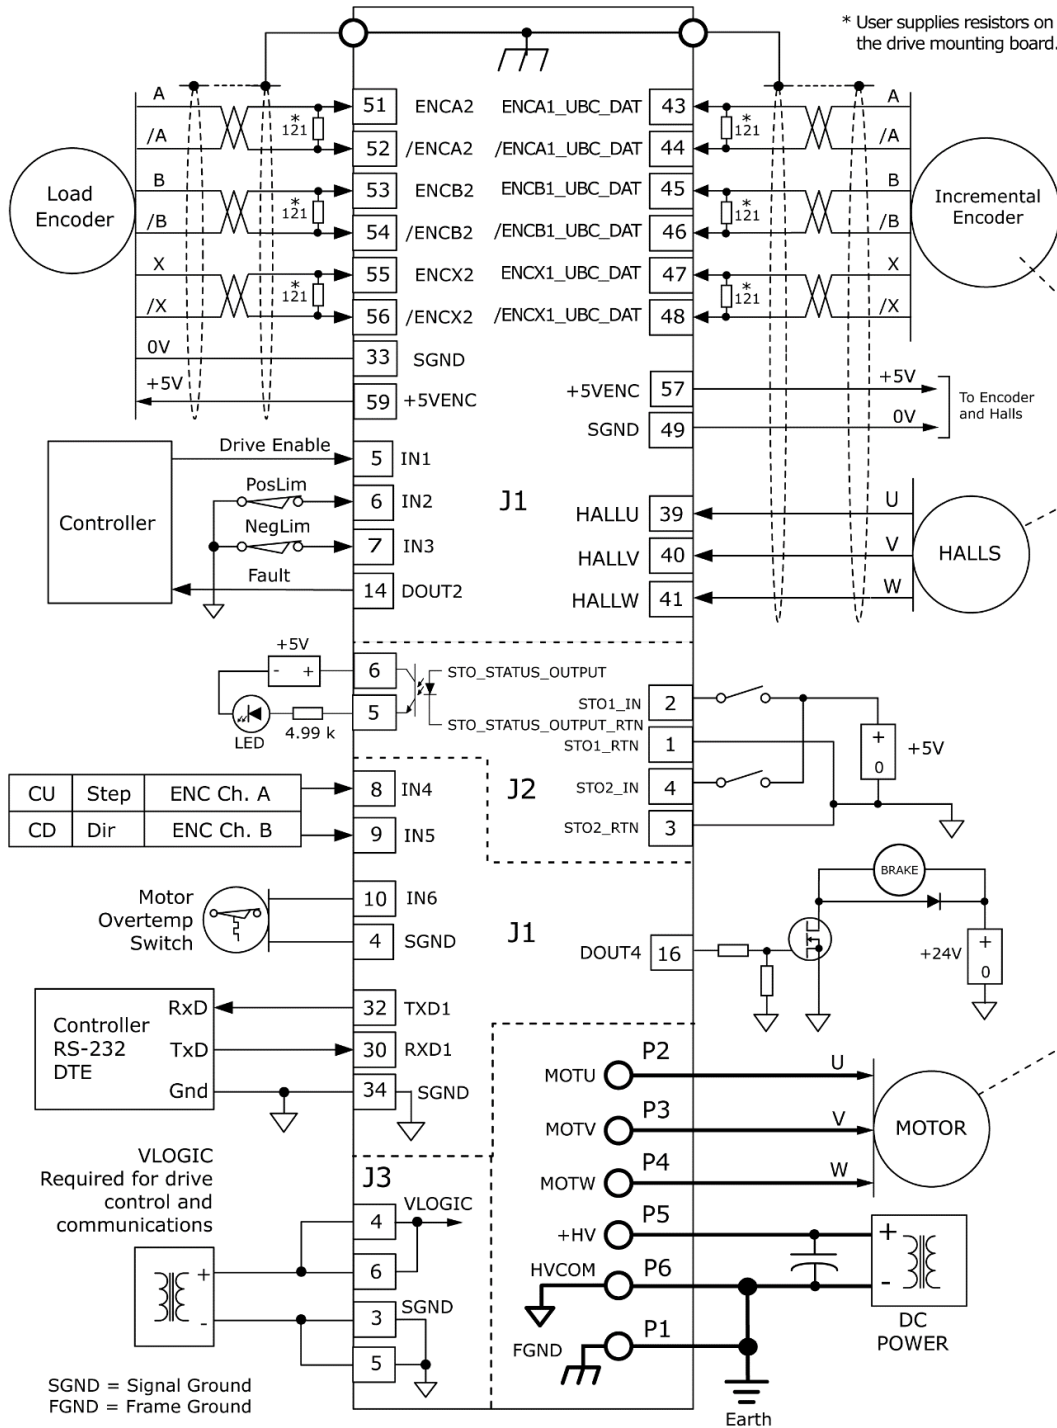 * User supplies resistors on
the drive mounting board.
A
51
ENCA2
ENCA1_UBC_DAT
43
A
*
121
*
121
/A
52
/ENCA2
/ENCA1_UBC_DAT
44
/A
Load
Encoder
B
53
ENCB2
ENCB1_UBC_DAT
45
B
Incremental
Encoder
*
121
*
121
/B
54
/ENCB2
/ENCB1_UBC_DAT
46
/B
X
55
ENCX2
ENCX1_UBC_DAT
47
X
*
121
*
121
/X
56
/ENCX2
/ENCX1_UBC_DAT
48
/X
0V
33
SGND
+5V
59
+5VENC
+5VENC
57
+5V
SGND
49
0V
To Encoder
and Halls
Controller
Drive Enable
5
IN1
PosLim
6
IN2
NegLim
7
IN3
Fault
14
DOUT2
J1
HALLU
39
U
HALLV
40
V
HALLW
41
W
HALLS
+5V
- +
6
STO_STATUS_OUTPUT
5
STO_STATUS_OUTPUT_RTN
LED
4.99 k
STO1_IN
2
STO1_RTN
1
J2
STO2_IN
4
STO2_RTN
3
+
0
+5V
CU Step ENC Ch. A
8
IN4
CD Dir ENC Ch. B
9
IN5
Motor
Overtemp
Switch
10
IN6
4
SGND
J1
BRAKE
DOUT4
16
+24V
+
0
Controller
RS-232
DTE
RxD
32
TXD1
TxD
30
RXD1
Gnd
34
SGND
P2
MOTU
U
P3
MOTV
V
P4
MOTW
W
MOTOR
VLOGIC
Required for drive
control and
communications
J3
4
VLOGIC
6
+
-
3
SGND
5
P5
+HV
P6
HVCOM
P1
FGND
+
-
DC
POWER
SGND = Signal Ground
FGND = Frame Ground
Earth